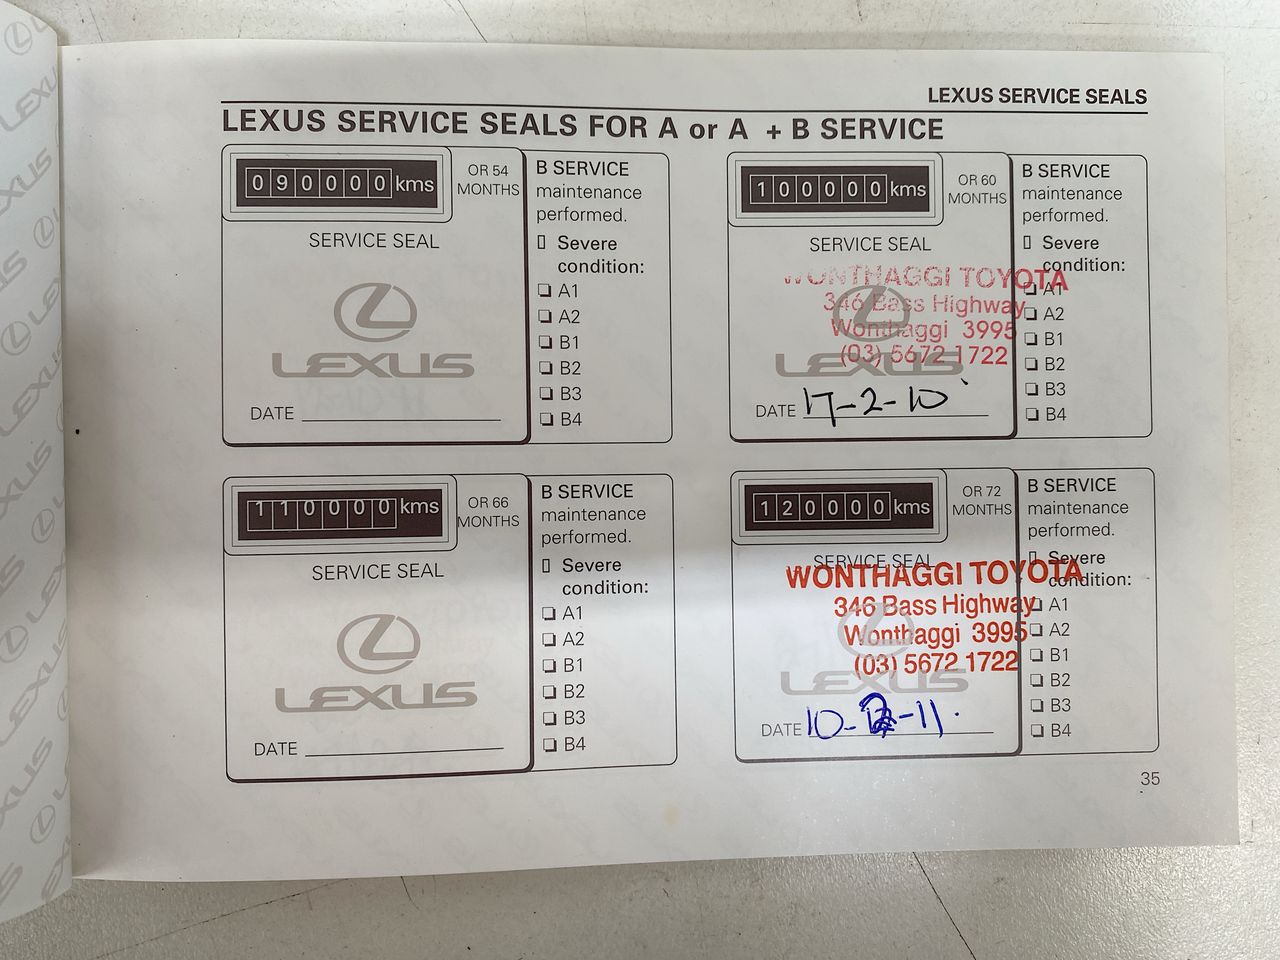 LEXUS SERVICE SEALS
LEXUS SERVICE SEALS FOR A or A + B SERVICE
090000 kms
OR 54
MONTHS
SERVICE SEAL
LEXUS
DATE
B SERVICE
maintenance
performed.
Severe
condition:
A1
A2
B1
B2
B3
B4
100000 kms
OR 60
MONTHS
SERVICE SEAL
WONTHAGGI TOYOTA
346 Bass Highway
Wonthaggi 3995
(03) 5672 1722
LEXUS
DATE 17-2-10
B SERVICE
maintenance
performed.
Severe
condition:
A1
A2
B1
B2
B3
B4
110000 kms
OR 66
MONTHS
SERVICE SEAL
LEXUS
DATE
B SERVICE
maintenance
performed.
Severe
condition:
A1
A2
B1
B2
B3
B4
120000 kms
OR 72
MONTHS
SERVICE SEAL
WONTHAGGI TOYOTA
346 Bass Highway
Wonthaggi 3995
(03) 5672 1722
LEXUS
DATE
B SERVICE
maintenance
performed.
Severe
condition:
A1
A2
B1
B2
B3
B4
35